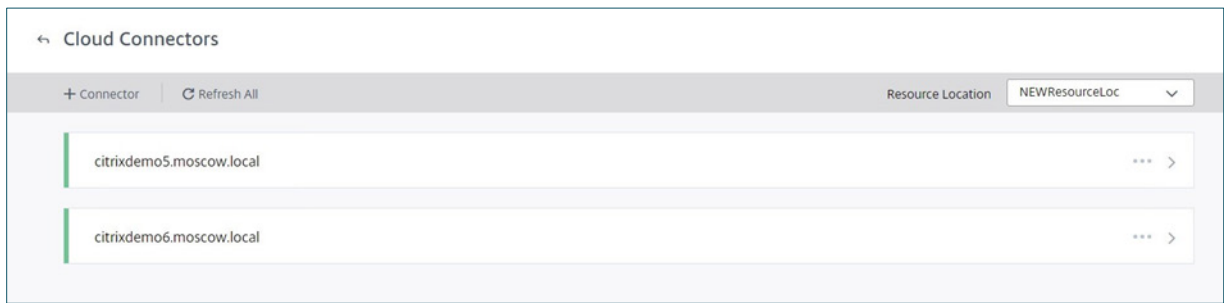 Cloud Connectors
+ Connector Refresh All Resource Location NEWResourceLoc
citrixdemo5.moscow.local
citrixdemo6.moscow.local